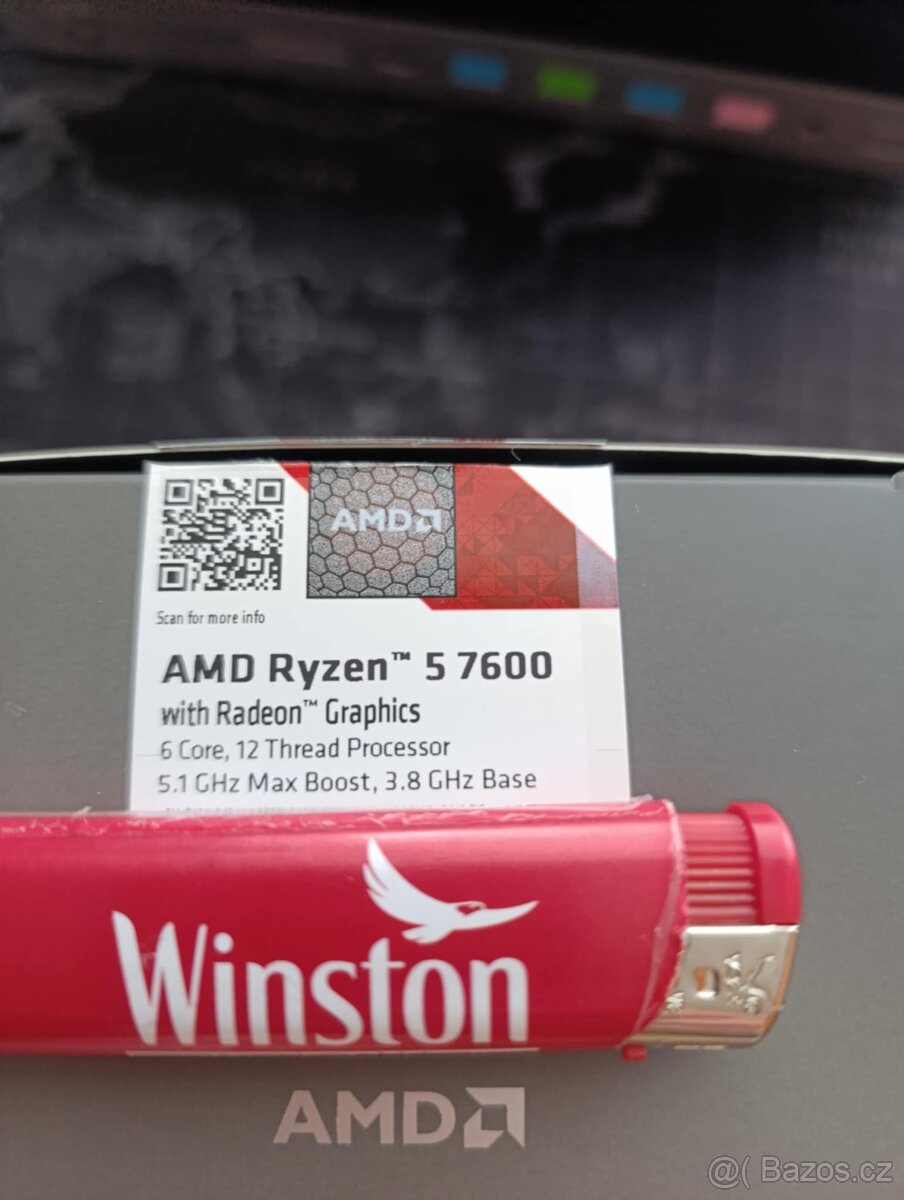 AMD
Scan for more info
AMD Ryzen™ 5 7600
with Radeon™ Graphics
6 Core, 12 Thread Processor
5.1 GHz Max Boost, 3.8 GHz Base
Winston
AMD
@( Bazos.cz